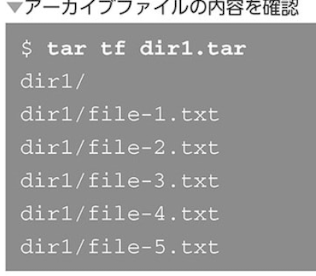 ▼アーカイブファイルの内容を確認
$ tar tf dir1.tar
dir1/
dir1/file-1.txt
dir1/file-2.txt
dir1/file-3.txt
dir1/file-4.txt
dir1/file-5.txt